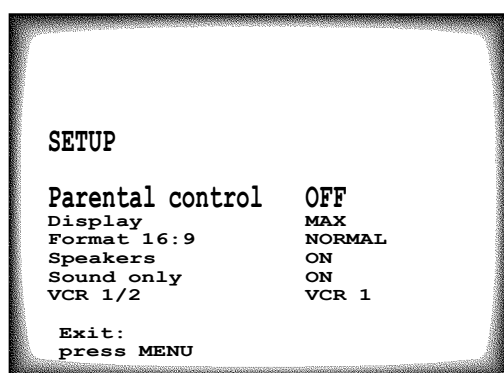 SETUP
Parental control OFF
Display MAX
Format 16:9 NORMAL
Speakers ON
Sound only ON
VCR 1/2 VCR 1
Exit:
press MENU